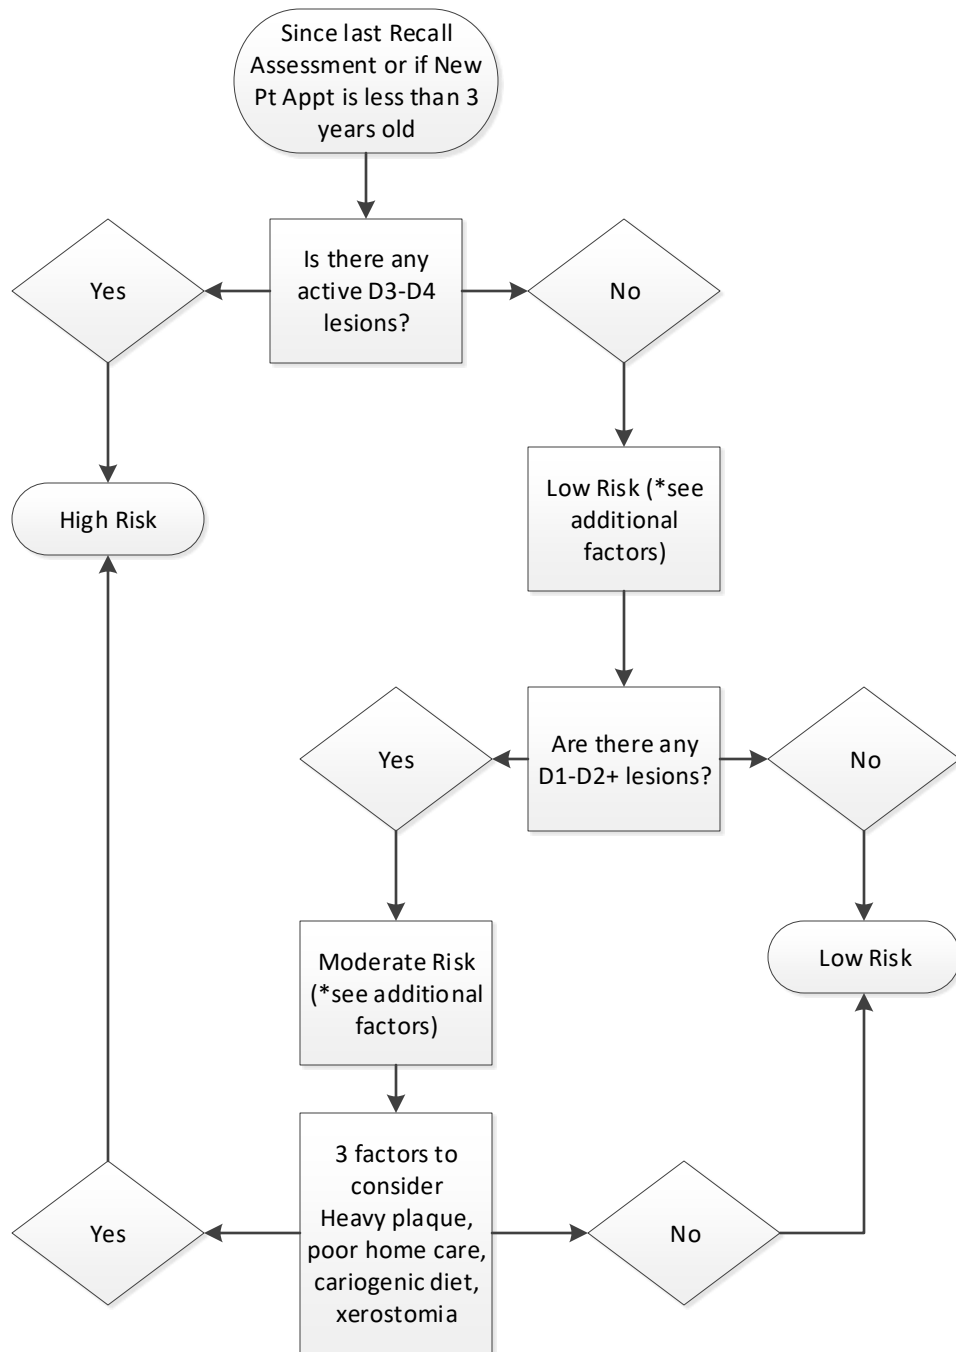 Since last Recall
Assessment or if New
Pt Appt is less than 3
years old
Yes
Is there any
active D3-D4
lesions?
No
High Risk
Low Risk (*see
additional
factors)
Yes
Are there any
D1-D2+ lesions?
No
Moderate Risk
(*see additional
factors)
Low Risk
Yes
3 factors to
consider
Heavy plaque,
poor home care,
cariogenic diet,
xerostomia
No